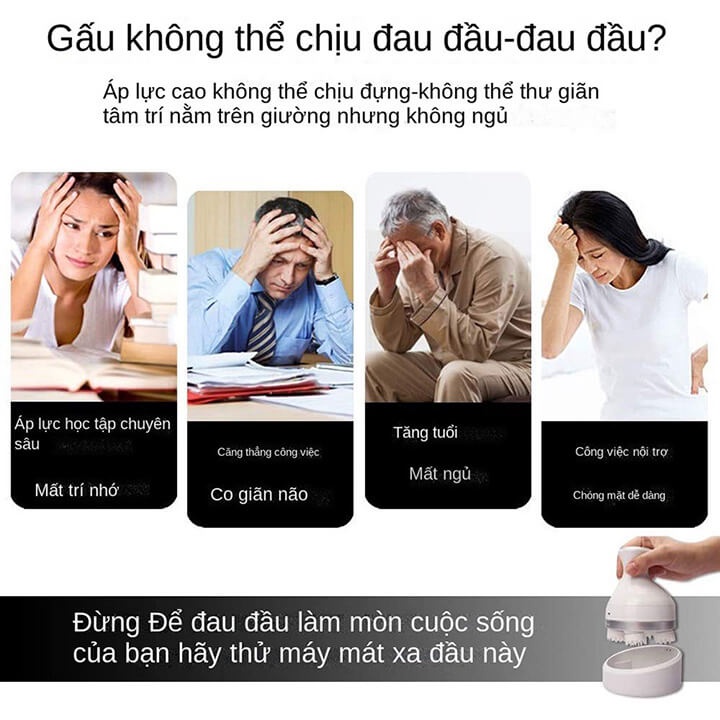 Gấu không thể chịu đau đầu-đau đầu?
Áp lực cao không thể chịu đựng-không thể thư giãn
tâm trí nằm trên giường nhưng không ngủ
Áp lực học tập chuyên
sâu
Mất trí nhớ
Căng thẳng công việc
Co giãn não
Tăng tuổi
Mất ngủ
Công việc nội trợ
Chóng mặt dễ dàng
Đừng Để đau đầu làm mòn cuộc sống
của bạn hãy thử máy mát xa đầu này